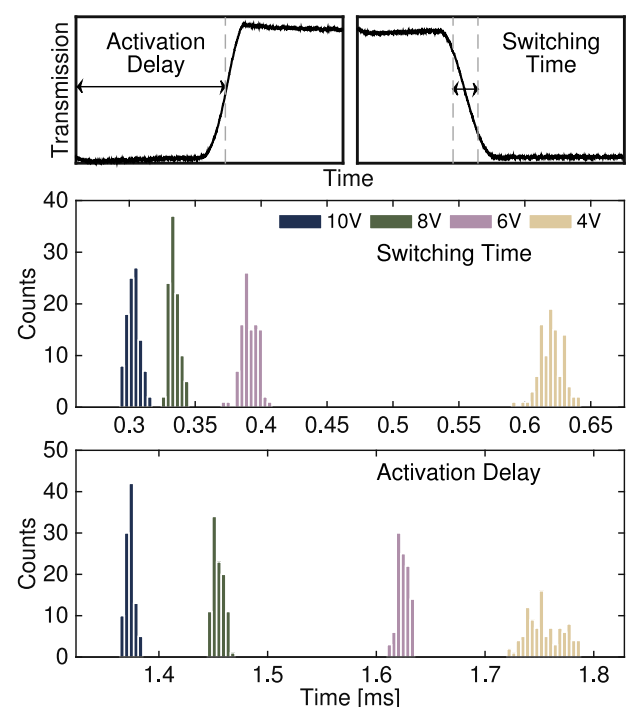 Transmission
Activation
Delay
Switching
Time
Time
Counts
40
30
20
10
0
10V 8V 6V 4V
Switching Time
0.3 0.35 0.4 0.45 0.5 0.55 0.6 0.65
Counts
50
40
30
20
10
0
Activation Delay
1.4 1.5 1.6 1.7 1.8
Time [ms]